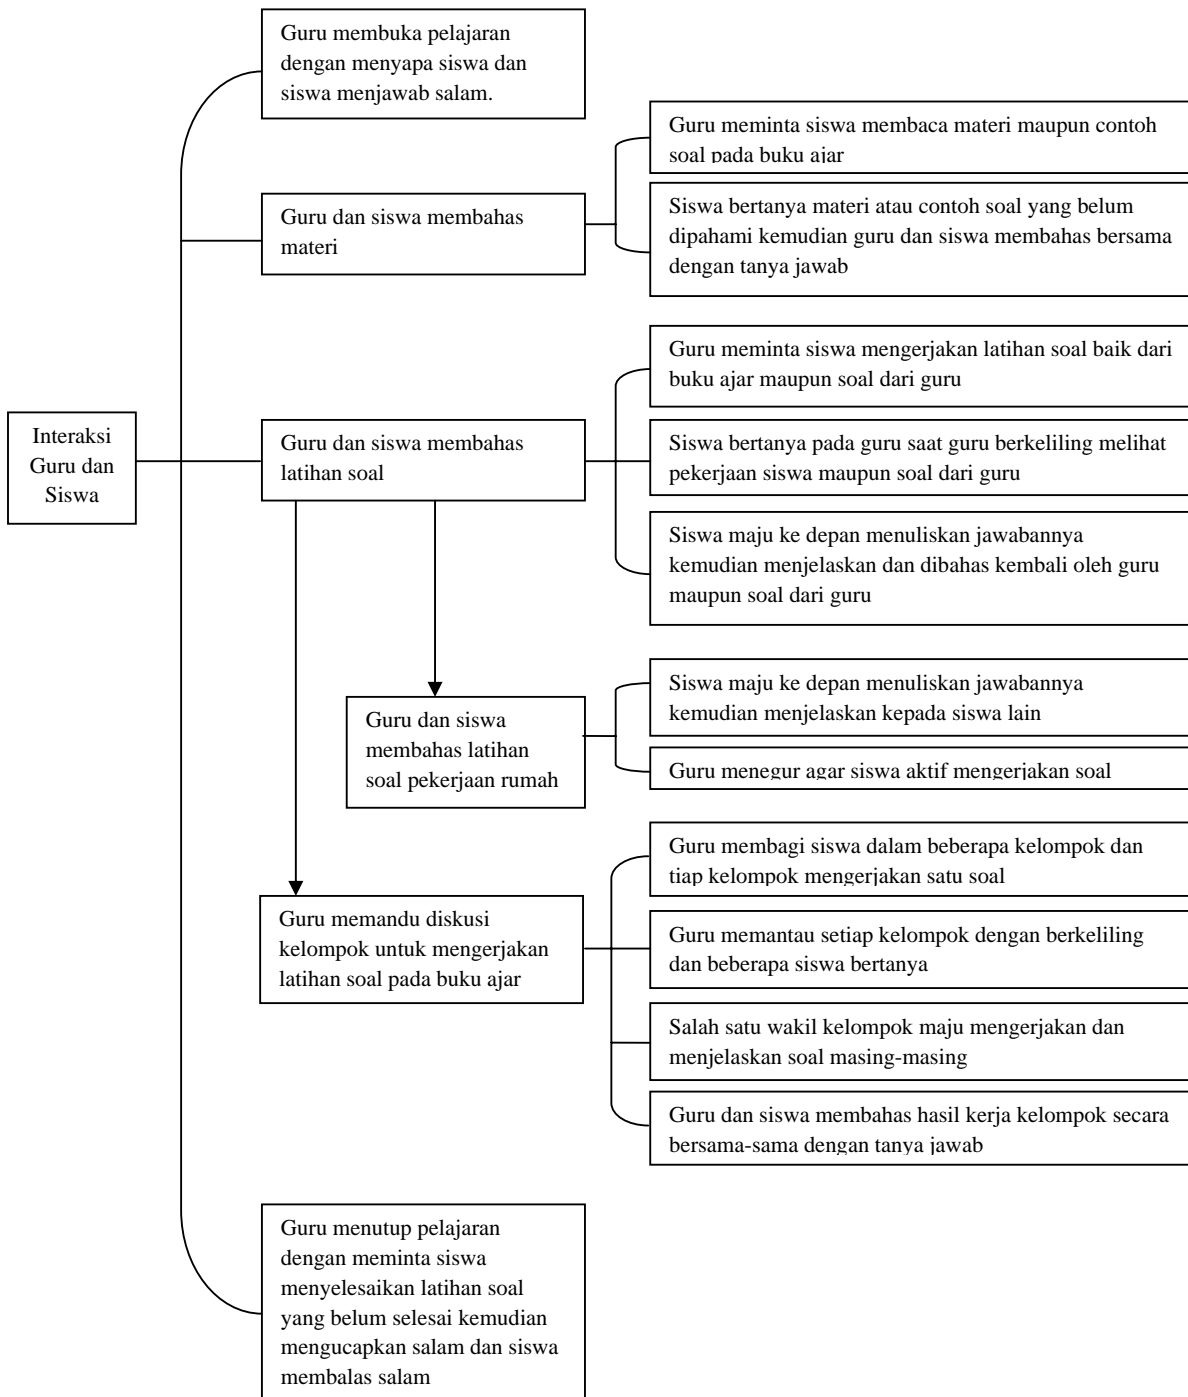 Guru membuka pelajaran
dengan menyapa siswa dan
siswa menjawab salam.
Guru meminta siswa membaca materi maupun contoh
soal pada buku ajar
Guru dan siswa membahas
materi
Siswa bertanya materi atau contoh soal yang belum
dipahami kemudian guru dan siswa membahas bersama
dengan tanya jawab
Guru meminta siswa mengerjakan latihan soal baik dari
buku ajar maupun soal dari guru
Interaksi
Guru dan
Siswa
Guru dan siswa membahas
latihan soal
Siswa bertanya pada guru saat guru berkeliling melihat
pekerjaan siswa maupun soal dari guru
Siswa maju ke depan menuliskan jawabannya
kemudian menjelaskan dan dibahas kembali oleh guru
maupun soal dari guru
Guru dan siswa
membahas latihan
soal pekerjaan rumah
Siswa maju ke depan menuliskan jawabannya
kemudian menjelaskan kepada siswa lain
Guru menegur agar siswa aktif mengerjakan soal
Guru memandu diskusi
kelompok untuk mengerjakan
latihan soal pada buku ajar
Guru membagi siswa dalam beberapa kelompok dan
tiap kelompok mengerjakan satu soal
Guru memantau setiap kelompok dengan berkeliling
dan beberapa siswa bertanya
Salah satu wakil kelompok maju mengerjakan dan
menjelaskan soal masing-masing
Guru dan siswa membahas hasil kerja kelompok secara
bersama-sama dengan tanya jawab
Guru menutup pelajaran
dengan meminta siswa
menyelesaikan latihan soal
yang belum selesai kemudian
mengucapkan salam dan siswa
membalas salam